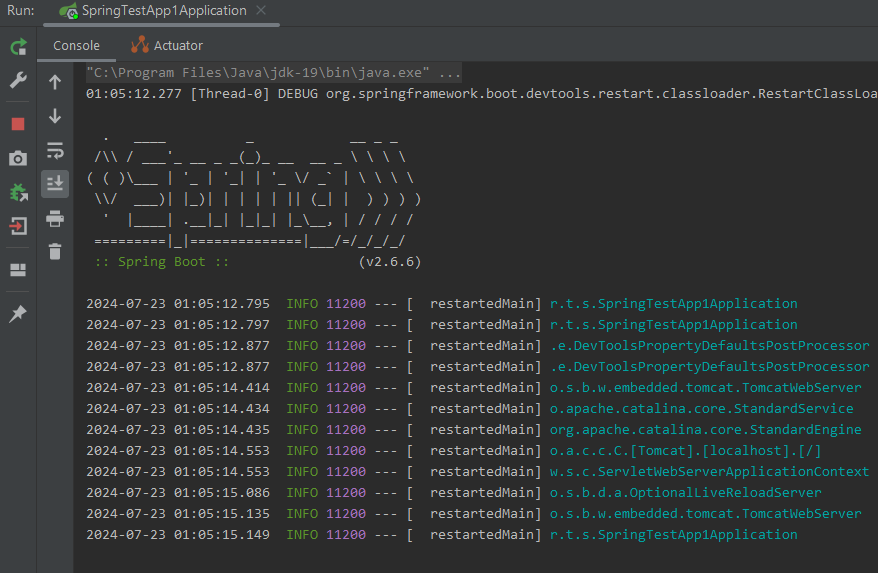 Run: SpringTestApp1Application
Console Actuator
"C:\Program Files\Java\jdk-19\bin\java.exe" ...
01:05:12.277 [Thread-0] DEBUG org.springframework.boot.devtools.restart.classloader.RestartClassLoa
  .   ____          _            __ _ _
 /\\ / ___'_ __ _ _(_)_ __  __ _ \ \ \ \
( ( )\___ | '_ | '_| | '_ \/ _` | \ \ \ \
 \\/  ___)| |_)| | | | | || (_| |  ) ) ) )
  '  |____| .__|_| |_|_| |_\__, | / / / /
 =========|_|==============|___/=/_/_/_/
 :: Spring Boot ::                (v2.6.6)
2024-07-23 01:05:12.795  INFO 11200 --- [  restartedMain] r.t.s.SpringTestApp1Application
2024-07-23 01:05:12.797  INFO 11200 --- [  restartedMain] r.t.s.SpringTestApp1Application
2024-07-23 01:05:12.877  INFO 11200 --- [  restartedMain] .e.DevToolsPropertyDefaultsPostProcessor
2024-07-23 01:05:12.877  INFO 11200 --- [  restartedMain] .e.DevToolsPropertyDefaultsPostProcessor
2024-07-23 01:05:14.414  INFO 11200 --- [  restartedMain] o.s.b.w.embedded.tomcat.TomcatWebServer
2024-07-23 01:05:14.434  INFO 11200 --- [  restartedMain] o.apache.catalina.core.StandardService
2024-07-23 01:05:14.435  INFO 11200 --- [  restartedMain] org.apache.catalina.core.StandardEngine
2024-07-23 01:05:14.553  INFO 11200 --- [  restartedMain] o.a.c.c.C.[Tomcat].[localhost].[/]
2024-07-23 01:05:14.553  INFO 11200 --- [  restartedMain] w.s.c.ServletWebServerApplicationContext
2024-07-23 01:05:15.086  INFO 11200 --- [  restartedMain] o.s.b.d.a.OptionalLiveReloadServer
2024-07-23 01:05:15.135  INFO 11200 --- [  restartedMain] o.s.b.w.embedded.tomcat.TomcatWebServer
2024-07-23 01:05:15.149  INFO 11200 --- [  restartedMain] r.t.s.SpringTestApp1Application